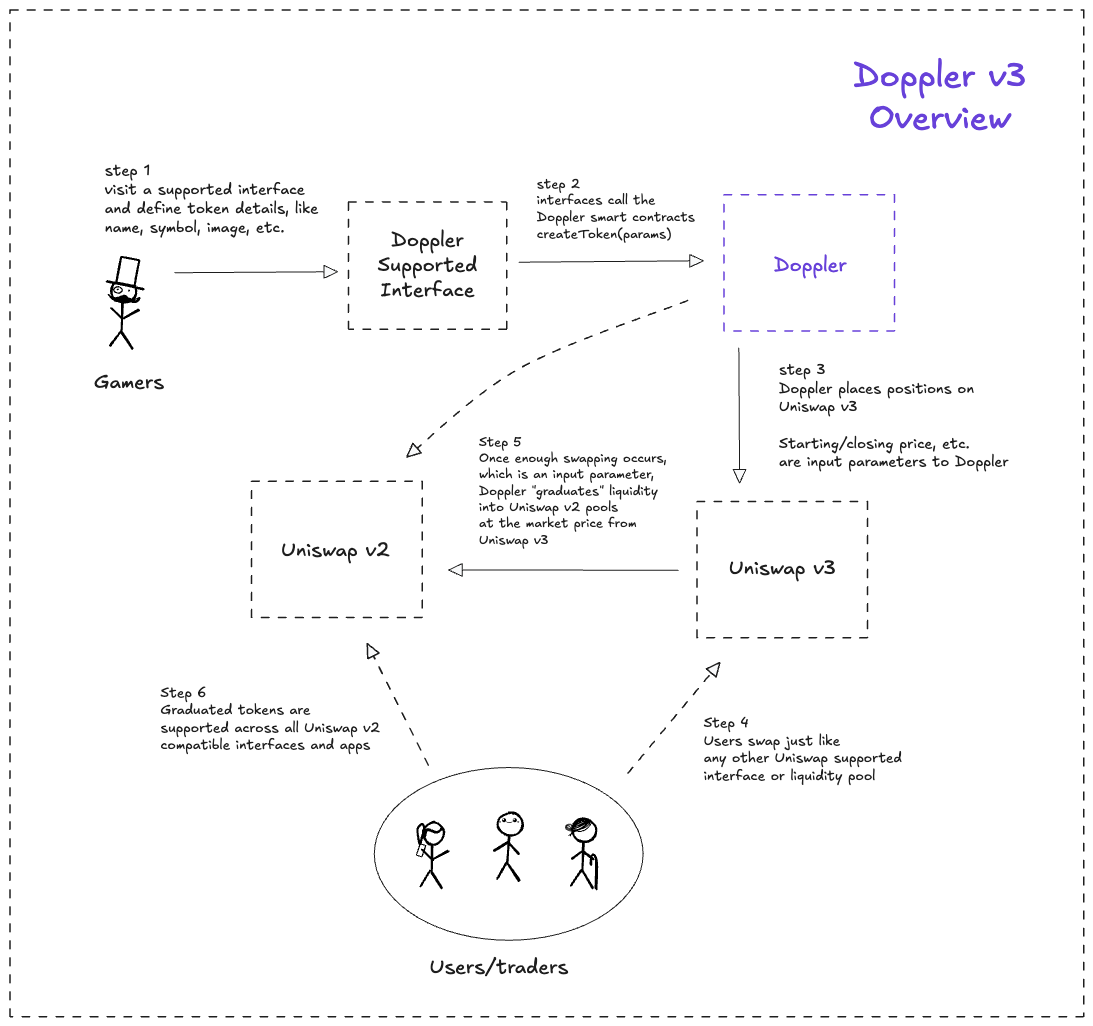 Doppler v3
Overview
step 1
visit a supported interface
and define token details, like
name, symbol, image, etc.
step 2
interfaces call the
Doppler smart contracts
createToken(params)
Doppler
Supported
Interface
Doppler
Gamers
step 3
Doppler places positions on
Uniswap v3
Starting/closing price, etc.
are input parameters to Doppler
Step 5
Once enough swapping occurs,
which is an input parameter,
Doppler "graduates" liquidity
into Uniswap v2 pools
at the market price from
Uniswap v3
Uniswap v2
Uniswap v3
Step 6
Graduated tokens are
supported across all Uniswap v2
compatible interfaces and apps
Step 4
Users swap just like
any other Uniswap supported
interface or liquidity pool
Users/traders